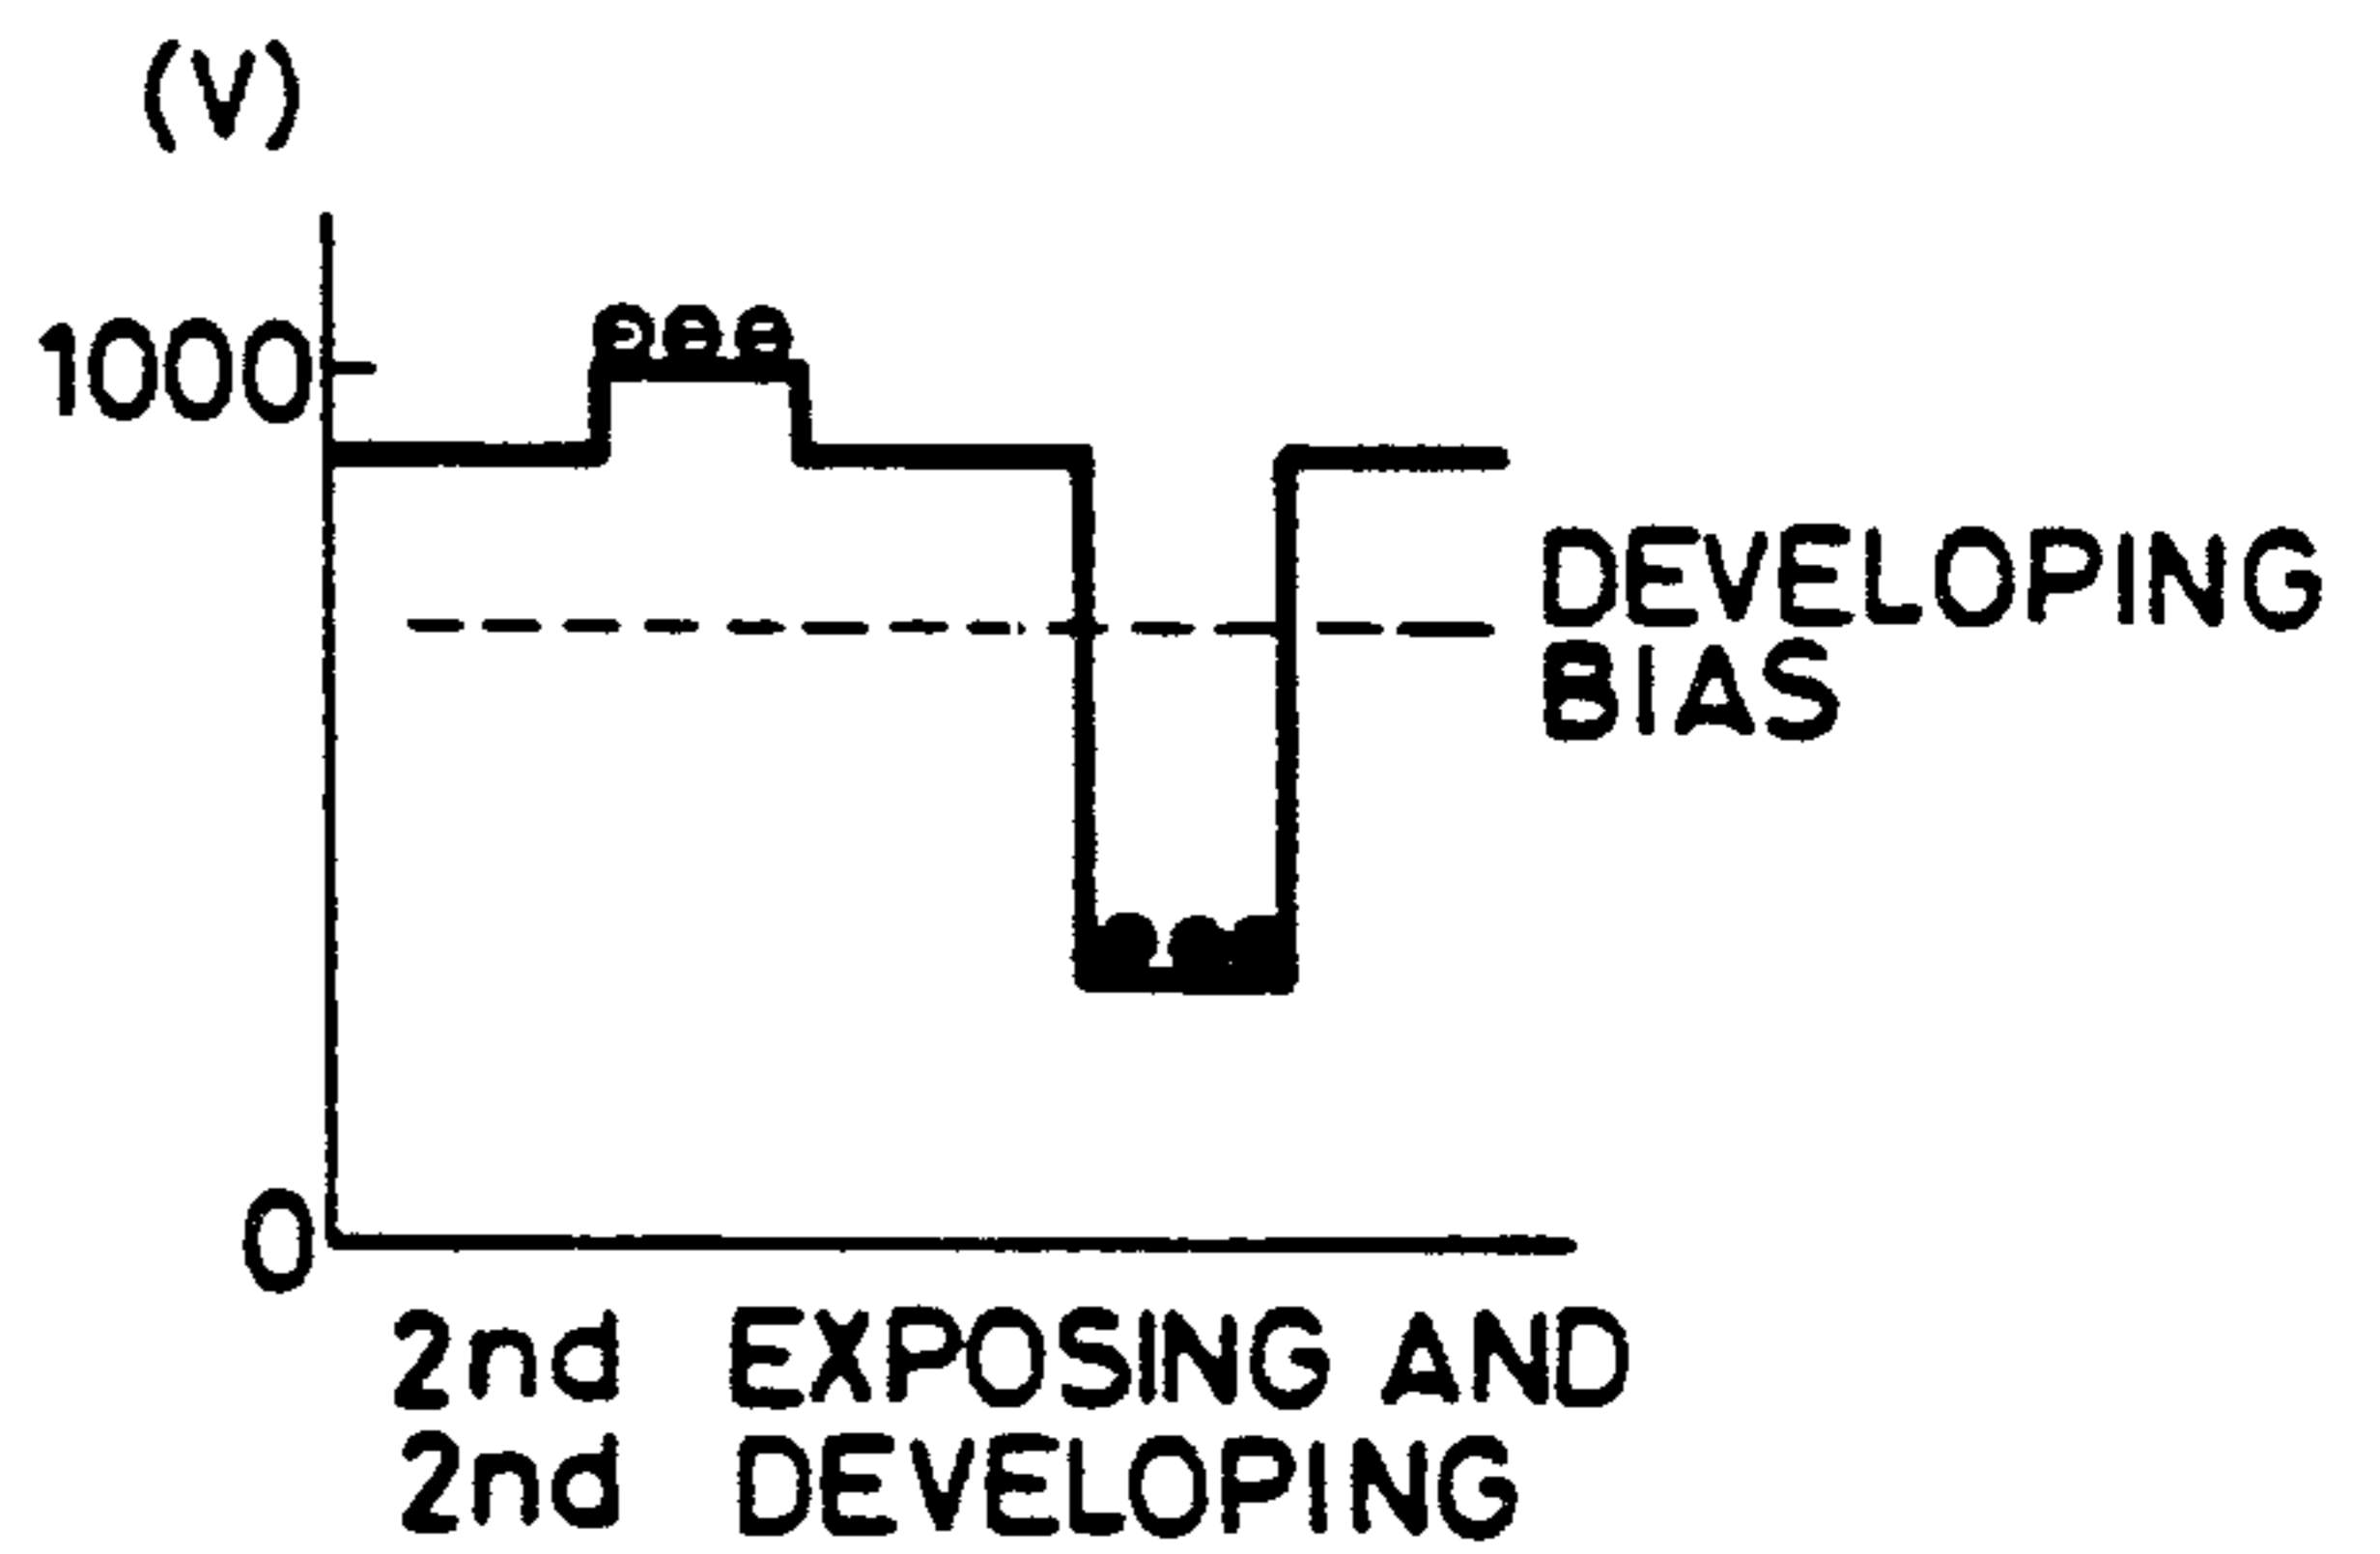 (V)
1000
DEVELOPING
BIAS
0
2nd EXPOSING AND
2nd DEVELOPING